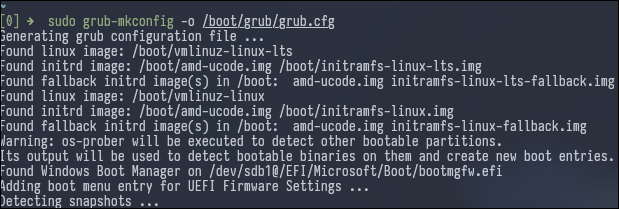 ~
[0] → sudo grub-mkconfig -o /boot/grub/grub.cfg
Generating grub configuration file ...
Found linux image: /boot/vmlinuz-linux-lts
Found initrd image: /boot/amd-ucode.img /boot/initramfs-linux-lts.img
Found fallback initrd image(s) in /boot:  amd-ucode.img initramfs-linux-lts-fallback.img
Found linux image: /boot/vmlinuz-linux
Found initrd image: /boot/amd-ucode.img /boot/initramfs-linux.img
Found fallback initrd image(s) in /boot:  amd-ucode.img initramfs-linux-fallback.img
Warning: os-prober will be executed to detect other bootable partitions.
Its output will be used to detect bootable binaries on them and create new boot entries.
Found Windows Boot Manager on /dev/sdb1@/EFI/Microsoft/Boot/bootmgfw.efi
Adding boot menu entry for UEFI Firmware Settings ...
Detecting snapshots ...